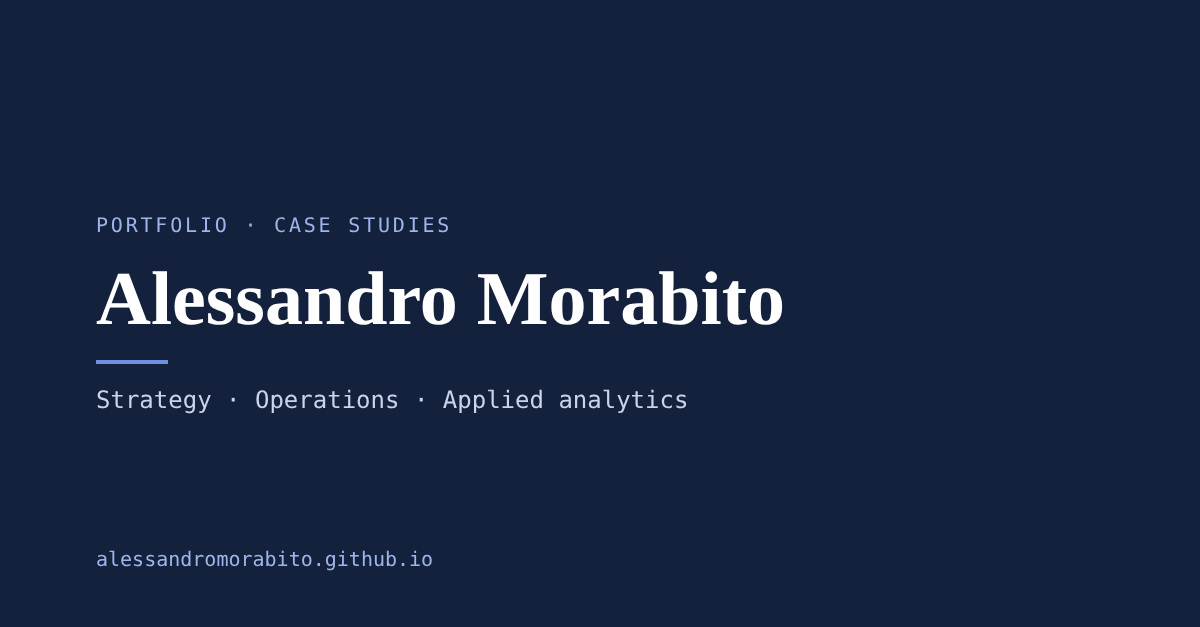 PORTFOLIO · CASE STUDIES
Alessandro Morabito
Strategy · Operations · Applied analytics
alessandromorabito.github.io